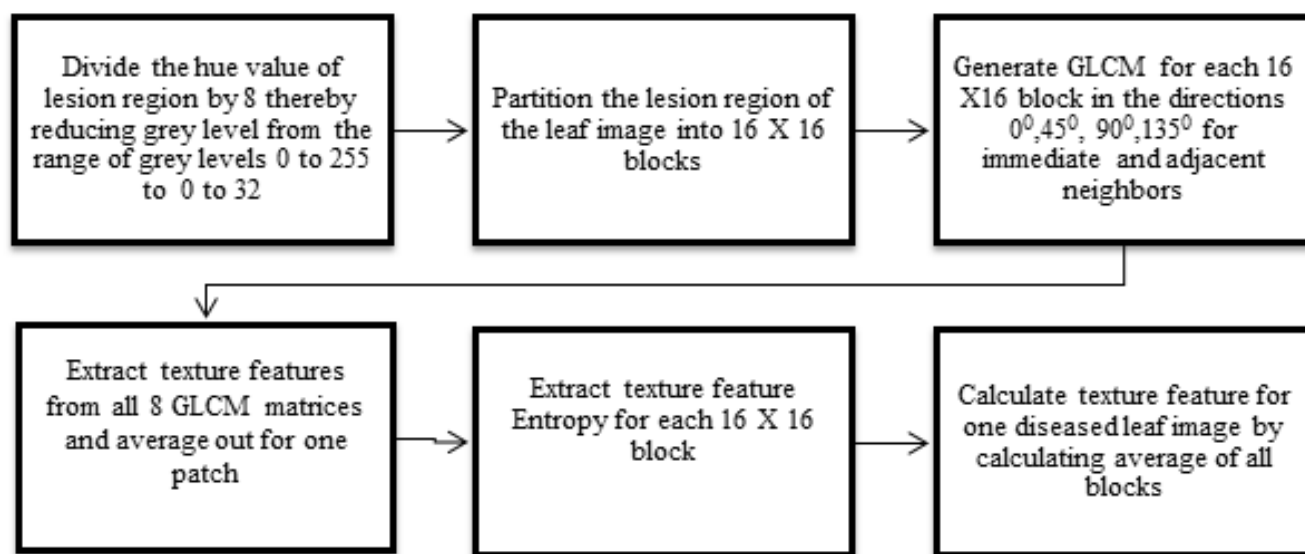 Divide the hue value of
lesion region by 8 thereby
reducing grey level from the
range of grey levels 0 to 255
to 0 to 32
Partition the lesion region of
the leaf image into 16 X 16
blocks
Generate GLCM for each 16
X16 block in the directions
0⁰,45⁰, 90⁰,135⁰ for
immediate and adjacent
neighbors
Extract texture features
from all 8 GLCM matrices
and average out for one
patch
Extract texture feature
Entropy for each 16 X 16
block
Calculate texture feature for
one diseased leaf image by
calculating average of all
blocks